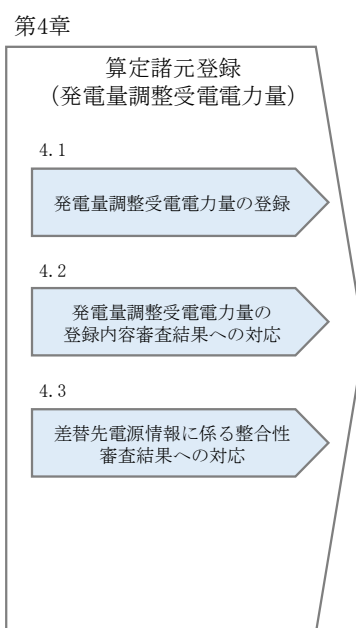 第4章
算定諸元登録
（発電量調整受電電力量）
4.1
発電量調整受電電力量の登録
4.2
発電量調整受電電力量の
登録内容審査結果への対応
4.3
差替先電源情報に係る整合性
審査結果への対応